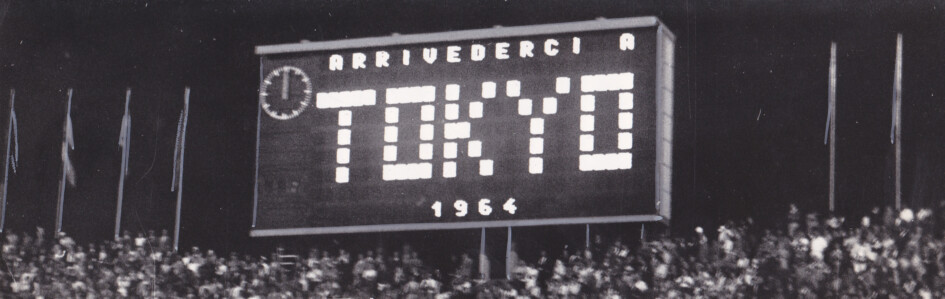 ARRIVEDERCI A
TOKYO
1964